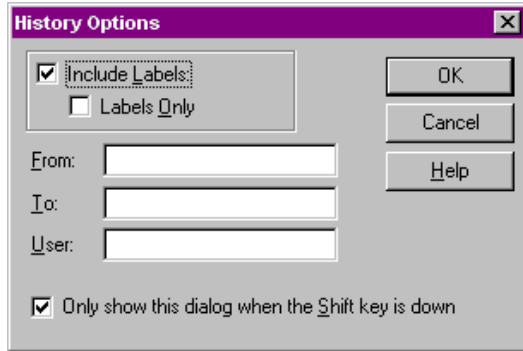 History Options
Include Labels:
Labels Only
From:
To:
User:
Only show this dialog when the Shift key is down
OK
Cancel
Help